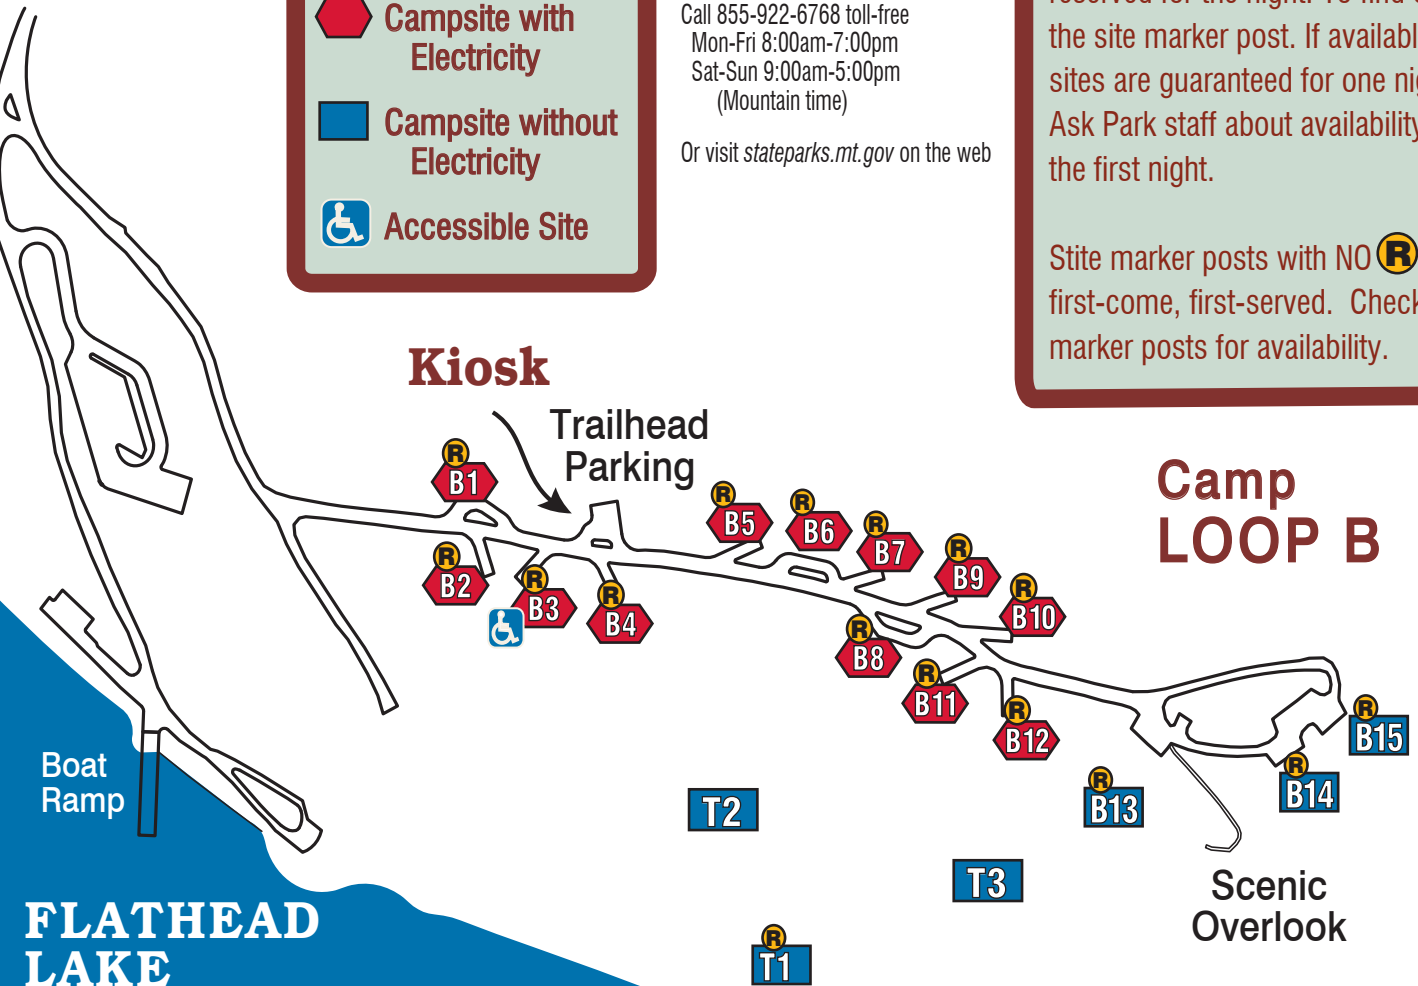 Campsite with
Electricity
Campsite without
Electricity
Accessible Site
Call 855-922-6768 toll-free
Mon-Fri 8:00am-7:00pm
Sat-Sun 9:00am-5:00pm
(Mountain time)
Or visit stateparks.mt.gov on the web
the site marker post. If availabl
sites are guaranteed for one nig
Ask Park staff about availability
the first night.
Stite marker posts with NO R
first-come, first-served. Check
marker posts for availability.
Kiosk
Trailhead
Parking
Camp
LOOP B
R
B1
R
B2
R
B3
R
B4
R
B5
R
B6
R
B7
R
B8
R
B9
R
B10
R
B11
R
B12
R
B13
R
B14
R
B15
T2
T3
R
T1
Boat
Ramp
Scenic
Overlook
FLATHEAD
LAKE